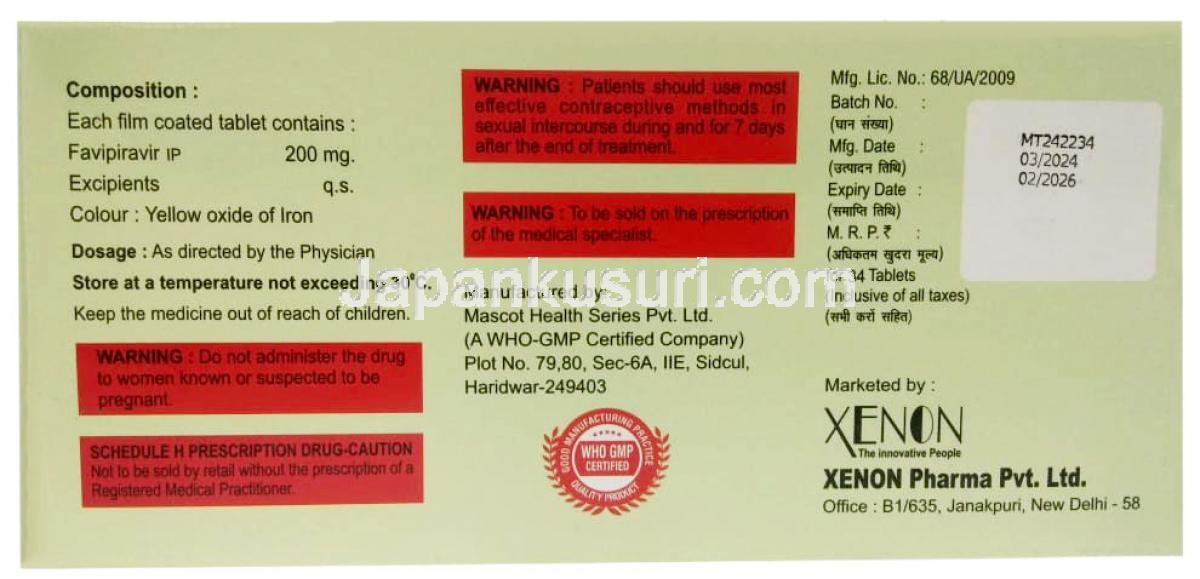 Composition :
Each film coated tablet contains :
Favipiravir IP 200 mg.
Excipients q.s.
Colour : Yellow oxide of Iron
Dosage : As directed by the Physician
Store at a temperature not exceeding 30°C.
Keep the medicine out of reach of children.
WARNING : Do not administer the drug
to women known or suspected to be
pregnant.
SCHEDULE H PRESCRIPTION DRUG-CAUTION
Not to be sold by retail without the prescription of a
Registered Medical Practitioner.
WARNING : Patients should use most
effective contraceptive methods in
sexual intercourse during and for 7 days
after the end of treatment.
WARNING : To be sold on the prescription
of the medical specialist.
Manufactured by:
Mascot Health Series Pvt. Ltd.
(A WHO-GMP Certified Company)
Plot No. 79,80, Sec-6A, IIE, Sidcul,
Haridwar-249403
GOOD MANUFACTURING PRACTICE
WHO GMP
CERTIFIED
QUALITY PRODUCT
Mfg. Lic. No.: 68/UA/2009
Batch No. :
(घान संख्या)
Mfg. Date :
(उत्पादन तिथि)
Expiry Date :
(समाप्ति तिथि)
M. R. P. ₹ :
(अधिकतम खुदरा मूल्य)
34 Tablets
(Inclusive of all taxes)
(सभी करों सहित)
MT242234
03/2024
02/2026
Marketed by :
XENON
The innovative People
XENON Pharma Pvt. Ltd.
Office : B1/635, Janakpuri, New Delhi - 58
Japankusuri.com